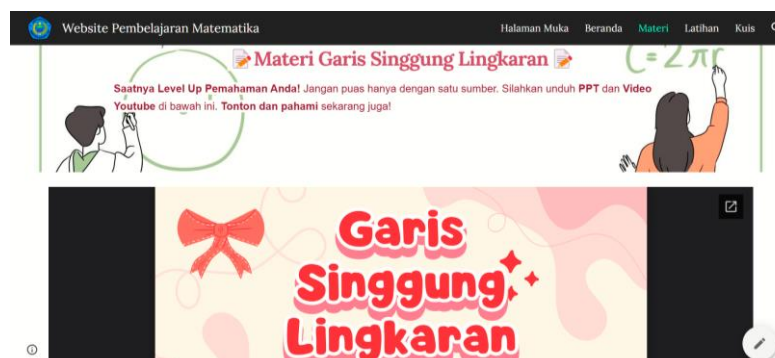 Website Pembelajaran Matematika
Halaman Muka Beranda Materi Latihan Kuis
Materi Garis Singgung Lingkaran
C = 2πr
Saatnya Level Up Pemahaman Anda! Jangan puas hanya dengan satu sumber. Silahkan unduh PPT dan Video
Youtube di bawah ini. Tonton dan pahami sekarang juga!
Garis
Singgung
Lingkaran